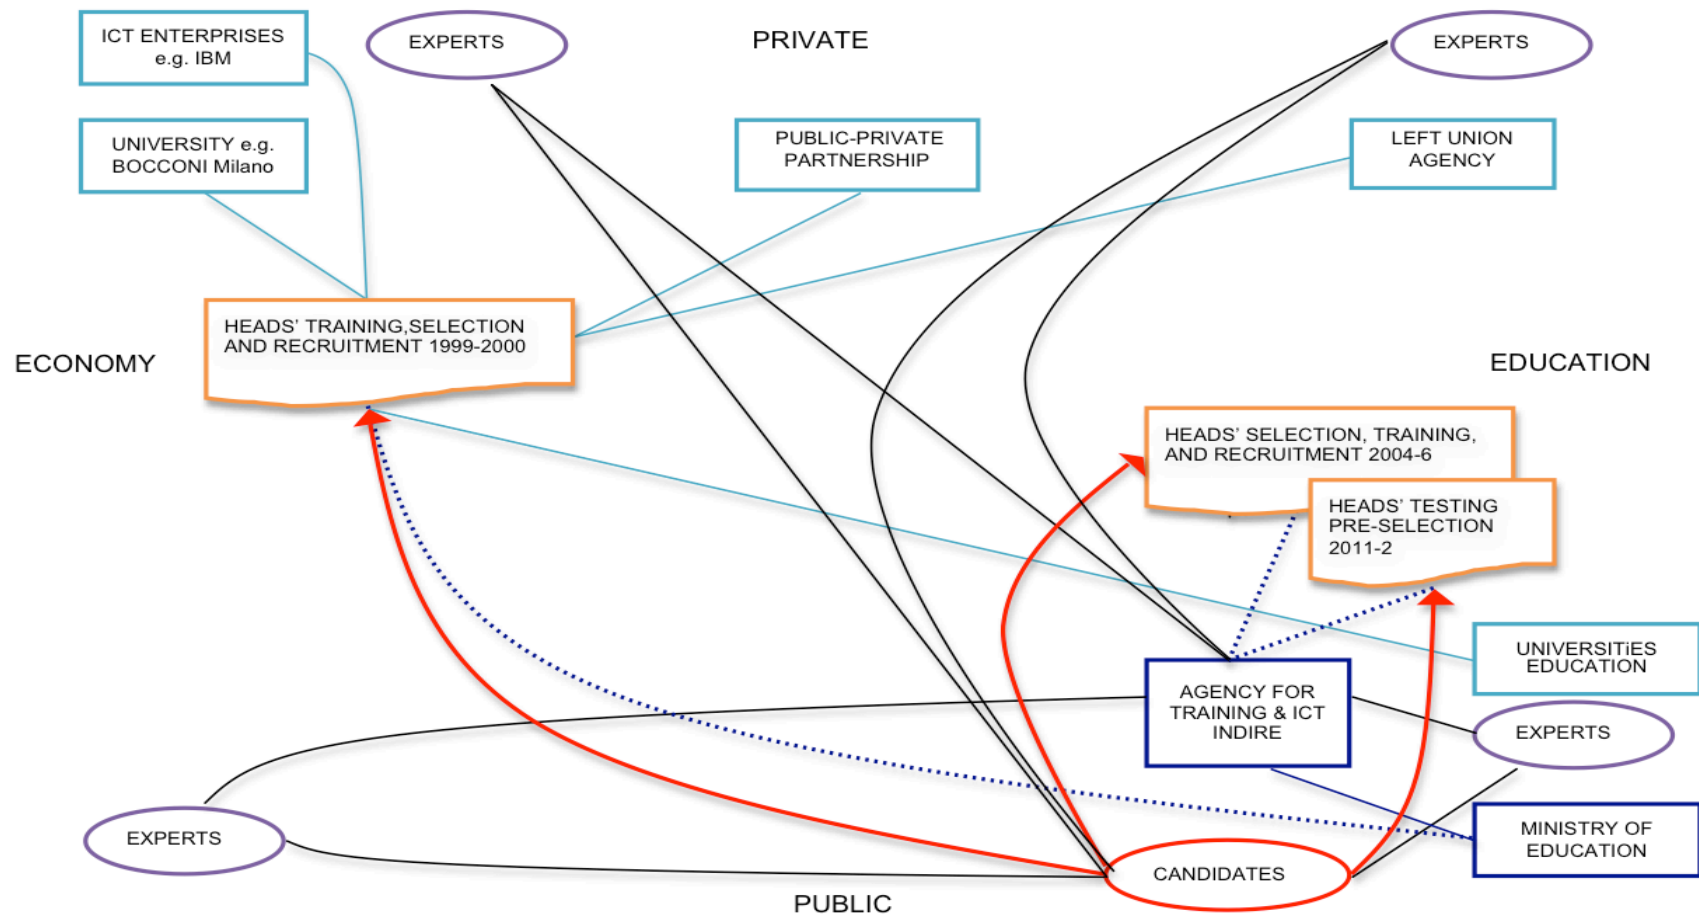 ICT ENTERPRISES
e.g. IBM
EXPERTS
PRIVATE
EXPERTS
UNIVERSITY e.g.
BOCCONI Milano
PUBLIC-PRIVATE
PARTNERSHIP
LEFT UNION
AGENCY
HEADS' TRAINING,SELECTION
AND RECRUITMENT 1999-2000
ECONOMY
EDUCATION
HEADS' SELECTION, TRAINING,
AND RECRUITMENT 2004-6
HEADS' TESTING
PRE-SELECTION
2011-2
UNIVERSITiES
EDUCATION
AGENCY FOR
TRAINING & ICT
INDIRE
EXPERTS
EXPERTS
MINISTRY OF
EDUCATION
CANDIDATES
PUBLIC